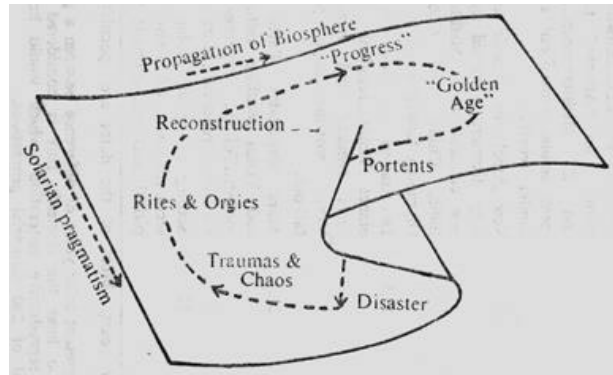 Propagation of Biosphere
"Progress"
"Golden
Age"
Reconstruction
Portents
Solarian pragmatism
Rites & Orgies
Traumas &
Chaos
Disaster